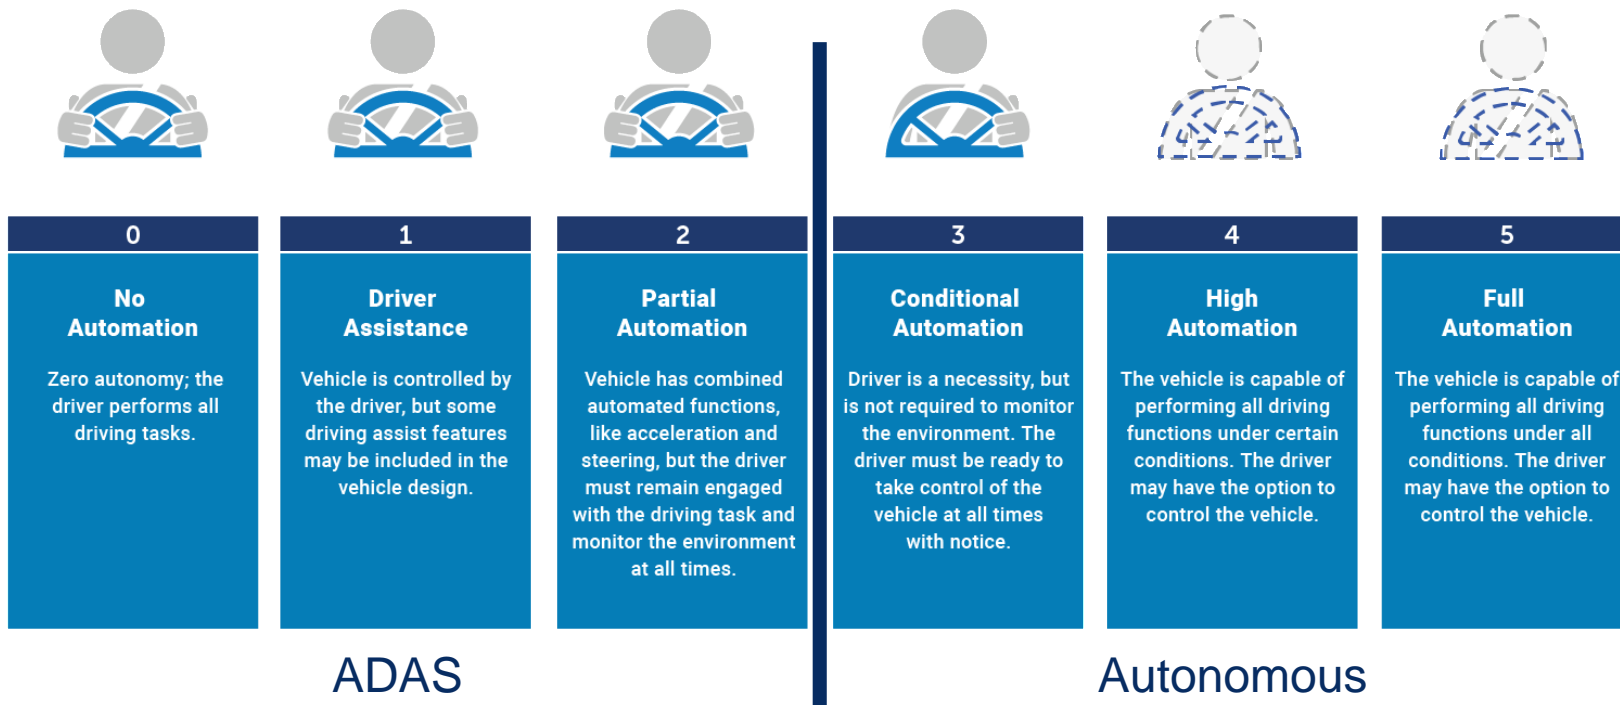 0
No
Automation
Zero autonomy; the
driver performs all
driving tasks.
1
Driver
Assistance
Vehicle is controlled by
the driver, but some
driving assist features
may be included in the
vehicle design.
2
Partial
Automation
Vehicle has combined
automated functions,
like acceleration and
steering, but the driver
must remain engaged
with the driving task and
monitor the environment
at all times.
3
Conditional
Automation
Driver is a necessity, but
is not required to monitor
the environment. The
driver must be ready to
take control of the
vehicle at all times
with notice.
4
High
Automation
The vehicle is capable of
performing all driving
functions under certain
conditions. The driver
may have the option to
control the vehicle.
5
Full
Automation
The vehicle is capable of
performing all driving
functions under all
conditions. The driver
may have the option to
control the vehicle.
ADAS
Autonomous